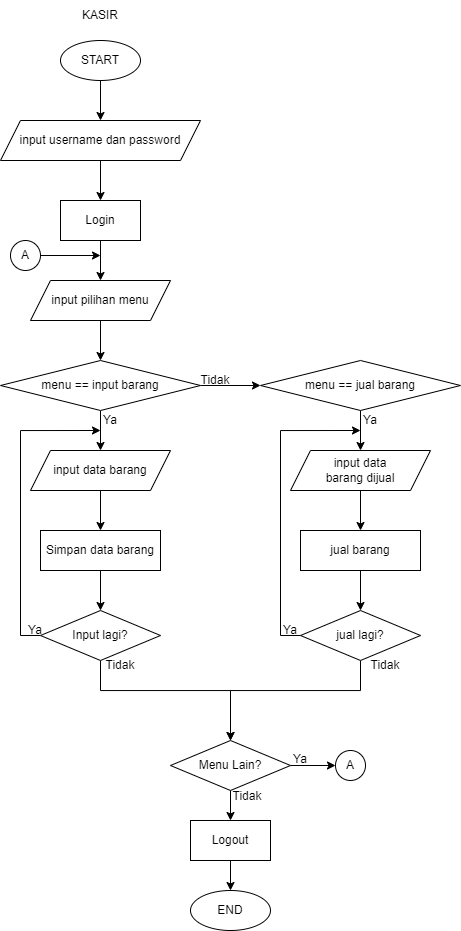 KASIR
START
input username dan password
Login
A
input pilihan menu
menu == input barang
Tidak
menu == jual barang
Ya
Ya
input data barang
input data
barang dijual
Simpan data barang
jual barang
Ya
Input lagi?
Ya
jual lagi?
Tidak
Tidak
Menu Lain?
Ya
A
Tidak
Logout
END